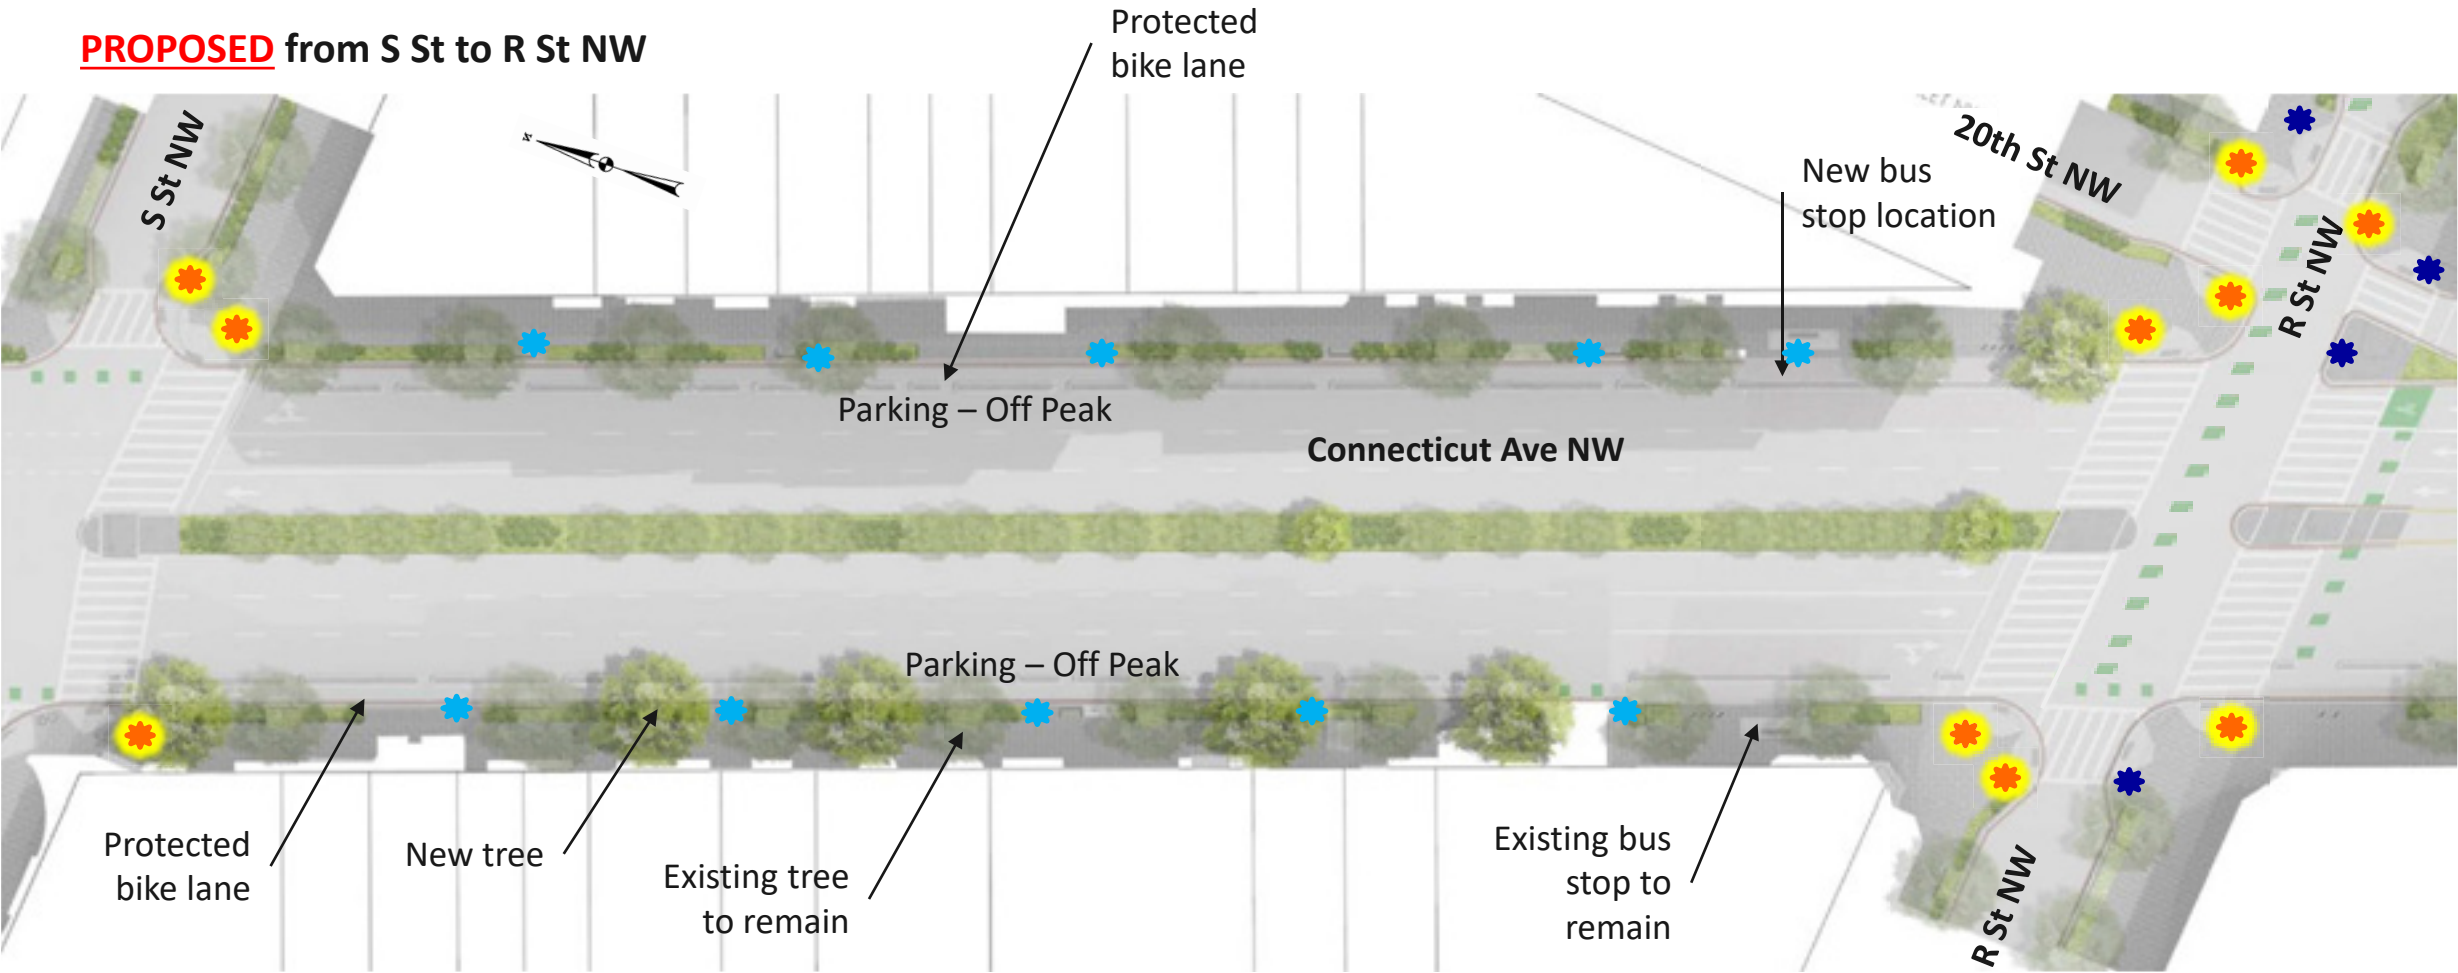 PROPOSED from S St to R St NW
Protected
bike lane
S St NW
N
20th St NW
New bus
stop location
R St NW
Parking – Off Peak
Connecticut Ave NW
Parking – Off Peak
Protected
bike lane
New tree
Existing tree
to remain
Existing bus
stop to
remain
R St NW